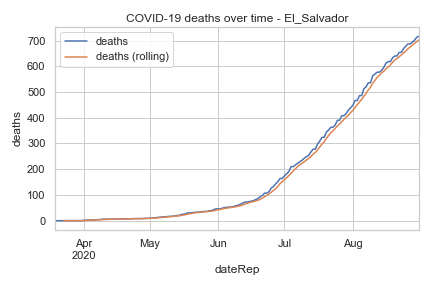 COVID-19 deaths over time - El_Salvador
deaths
deaths (rolling)
deaths
700
600
500
400
300
200
100
0
Apr
2020
May
Jun
Jul
Aug
dateRep